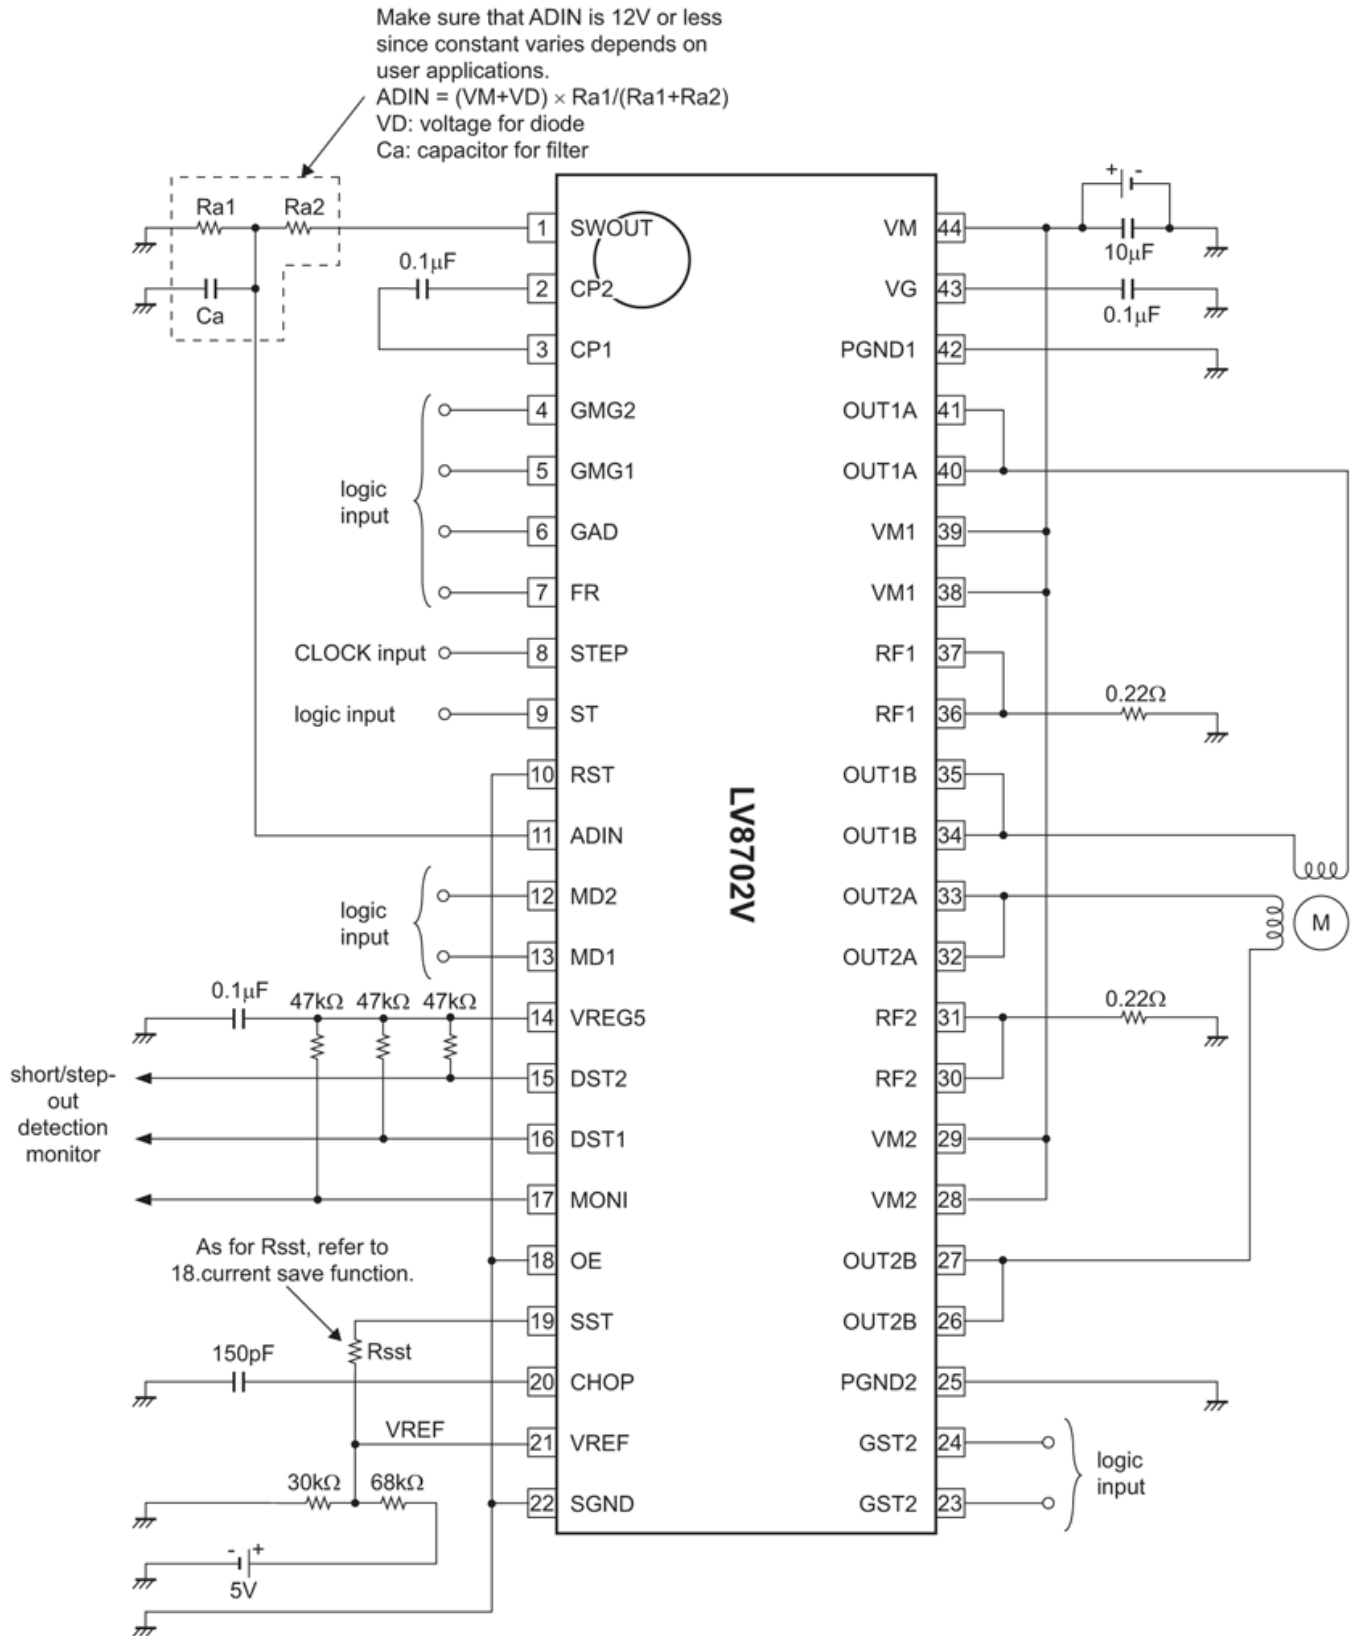 Make sure that ADIN is 12V or less
since constant varies depends on
user applications.
ADIN = (VM+VD) × Ra1/(Ra1+Ra2)
VD: voltage for diode
Ca: capacitor for filter
Ra1 Ra2
Ca
0.1µF
logic
input
CLOCK input
logic input
logic
input
0.1µF 47kΩ 47kΩ 47kΩ
short/step-
out
detection
monitor
As for Rsst, refer to
18.current save function.
Rsst
150pF
VREF
30kΩ 68kΩ
- +
5V
1 SWOUT
2 CP2
3 CP1
4 GMG2
5 GMG1
6 GAD
7 FR
8 STEP
9 ST
10 RST
11 ADIN
12 MD2
13 MD1
14 VREG5
15 DST2
16 DST1
17 MONI
18 OE
19 SST
20 CHOP
21 VREF
22 SGND
LV8702V
VM 44
VG 43
PGND1 42
OUT1A 41
OUT1A 40
VM1 39
VM1 38
RF1 37
RF1 36
OUT1B 35
OUT1B 34
OUT2A 33
OUT2A 32
RF2 31
RF2 30
VM2 29
VM2 28
OUT2B 27
OUT2B 26
PGND2 25
GST2 24
GST2 23
+ -
10µF
0.1µF
0.22Ω
M
0.22Ω
logic
input